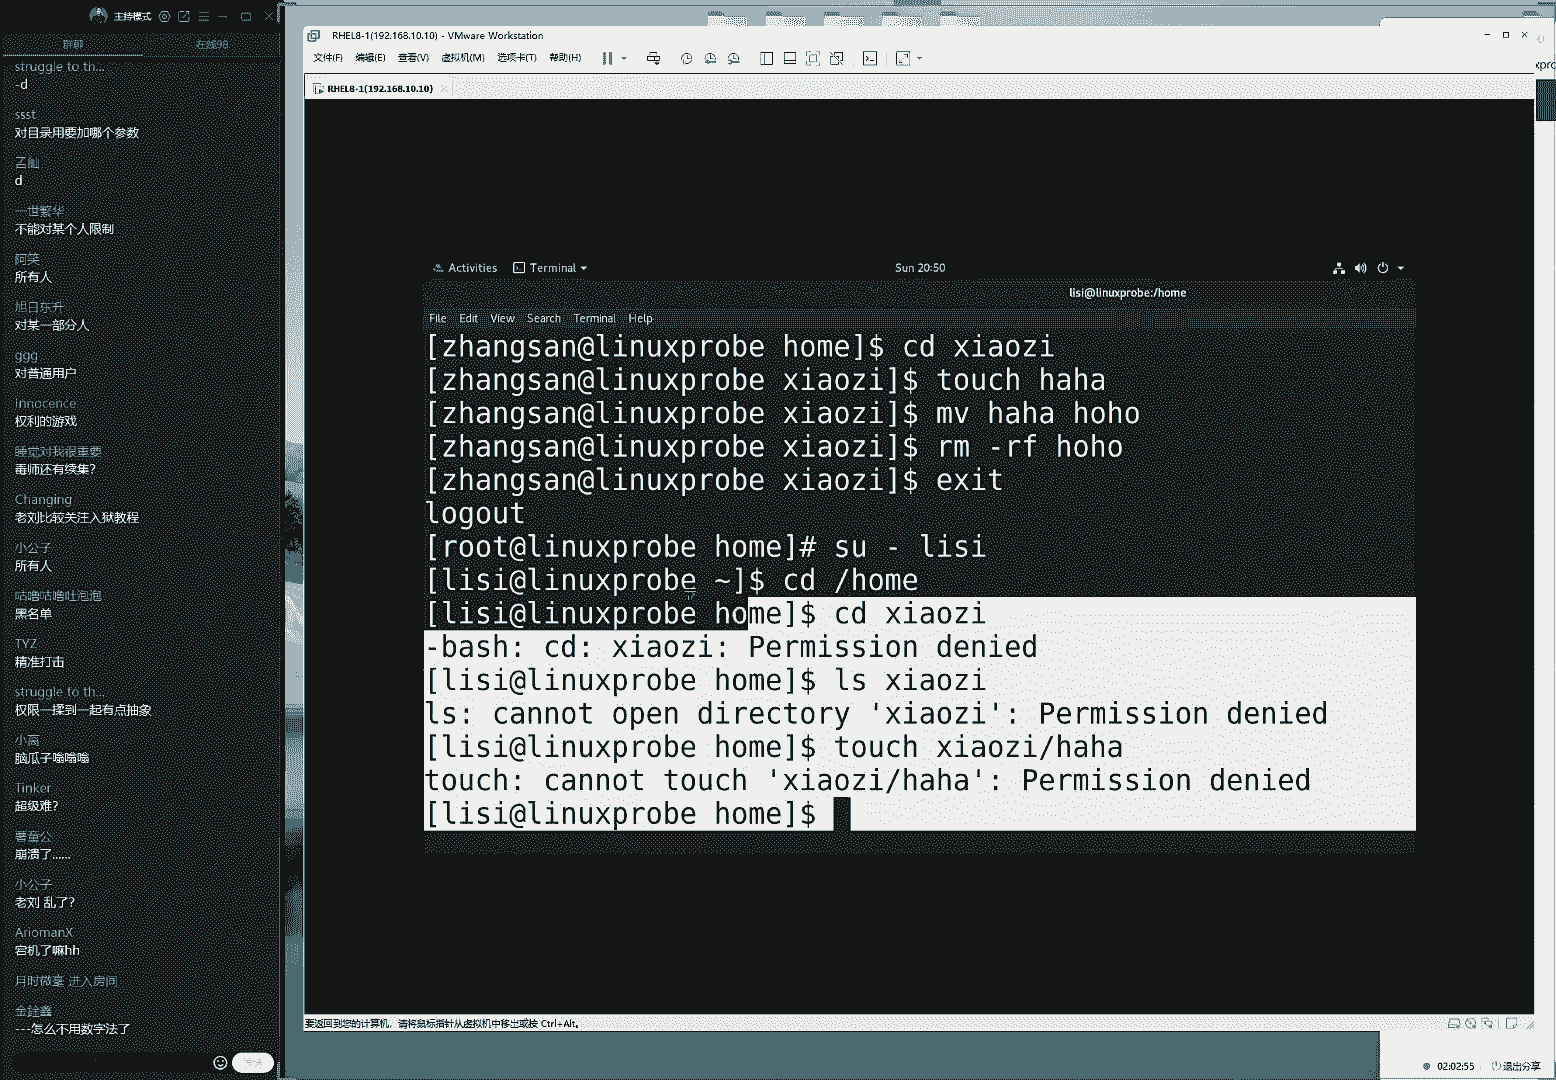 主持模式
群聊
在线98
struggle to th...
-d
ssst
对目录用要加哪个参数
d
一世繁华
不能对某个人限制
阿笑
所有人
旭日东升
对某一部分人
ggg
对普通用户
Innocence
权利的游戏
睡觉对我很重要
毒师还有续集?
Changing
老刘比较关注入狱教程
小公子
所有人
咕噜咕噜吐泡泡
黑名单
TYZ
精准打击
struggle to th...
权限一揉到一起有点抽象
小离
脑瓜子嗡嗡嗡
Tinker
超级难?
薯童公
崩溃了......
小公子
老刘 乱了?
AriomanX
宕机了嘛hh
月时微毫 进入房间
金銓鑫
---怎么不用数字法了
发送
RHEL8-1(192.168.10.10) - VMware Workstation
文件(F) 编辑(E) 查看(V) 虚拟机(M) 选项卡(T) 帮助(H)
RHEL8-1(192.168.10.10)
Activities Terminal Sun 20:50
lisi@linuxprobe:/home
File Edit View Search Terminal Help
[zhangsan@linuxprobe home]$ cd xiaozi
[zhangsan@linuxprobe xiaozi]$ touch haha
[zhangsan@linuxprobe xiaozi]$ mv haha hoho
[zhangsan@linuxprobe xiaozi]$ rm -rf hoho
[zhangsan@linuxprobe xiaozi]$ exit
logout
[root@linuxprobe home]# su - lisi
[lisi@linuxprobe ~]$ cd /home
[lisi@linuxprobe home]$ cd xiaozi
-bash: cd: xiaozi: Permission denied
[lisi@linuxprobe home]$ ls xiaozi
ls: cannot open directory 'xiaozi': Permission denied
[lisi@linuxprobe home]$ touch xiaozi/haha
touch: cannot touch 'xiaozi/haha': Permission denied
[lisi@linuxprobe home]$
要返回到您的计算机，请将鼠标指针从虚拟机中移出或按 Ctrl+Alt。
02:02:55 退出分享